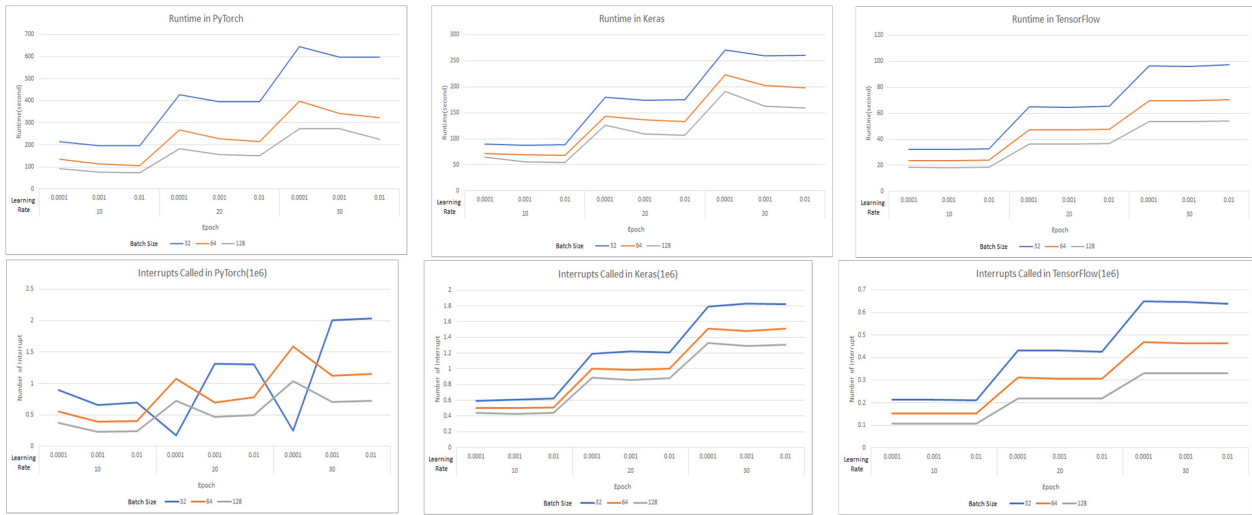 Runtime in PyTorch
Runtime(second)
700
600
500
400
300
200
100
0
Learning Rate
0.0001 0.001 0.01 0.0001 0.001 0.01 0.0001 0.001 0.01
10 20 30
Epoch
Batch Size 32 64 128
Runtime in Keras
Runtime(second)
300
250
200
150
100
50
0
Learning Rate
0.0001 0.001 0.01 0.0001 0.001 0.01 0.0001 0.001 0.01
10 20 30
Epoch
Batch Size 32 64 128
Runtime in TensorFlow
Runtime(second)
120
100
80
60
40
20
0
Learning Rate
0.0001 0.001 0.01 0.0001 0.001 0.01 0.0001 0.001 0.01
10 20 30
Epoch
Batch Size 32 64 128
Interrupts Called in PyTorch(1e6)
Number of Interrupt
2.5
2
1.5
1
0.5
0
Learning Rate
0.0001 0.001 0.01 0.0001 0.001 0.01 0.0001 0.001 0.01
10 20 30
Epoch
Batch Size 32 64 128
Interrupts Called in Keras(1e6)
Number of Interrupt
2
1.8
1.6
1.4
1.2
1
0.8
0.6
0.4
0.2
0
Learning Rate
0.0001 0.001 0.01 0.0001 0.001 0.01 0.0001 0.001 0.01
10 20 30
Epoch
Batch Size 32 64 128
Interrupts Called in TensorFlow(1e6)
Number of Interrupt
0.7
0.6
0.5
0.4
0.3
0.2
0.1
0
Learning Rate
0.0001 0.001 0.01 0.0001 0.001 0.01 0.0001 0.001 0.01
10 20 30
Epoch
Batch Size 32 64 128